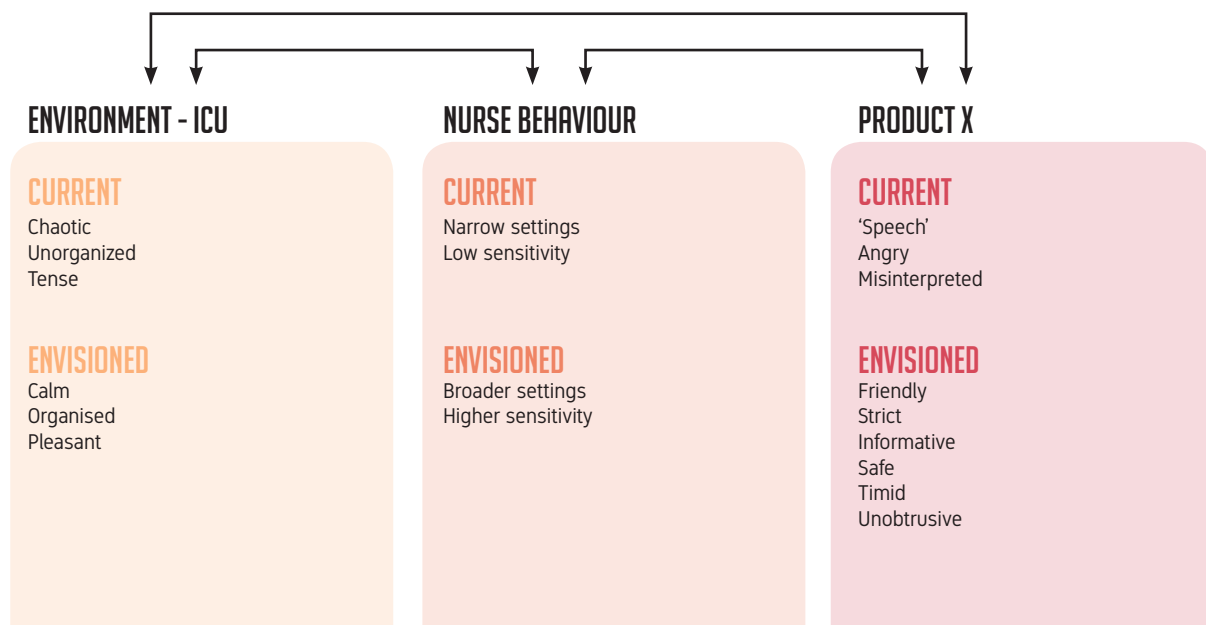 ENVIRONMENT - ICU
CURRENT
Chaotic
Unorganized
Tense
ENVISIONED
Calm
Organised
Pleasant
NURSE BEHAVIOUR
CURRENT
Narrow settings
Low sensitivity
ENVISIONED
Broader settings
Higher sensitivity
PRODUCT X
CURRENT
‘Speech’
Angry
Misinterpreted
ENVISIONED
Friendly
Strict
Informative
Safe
Timid
Unobtrusive